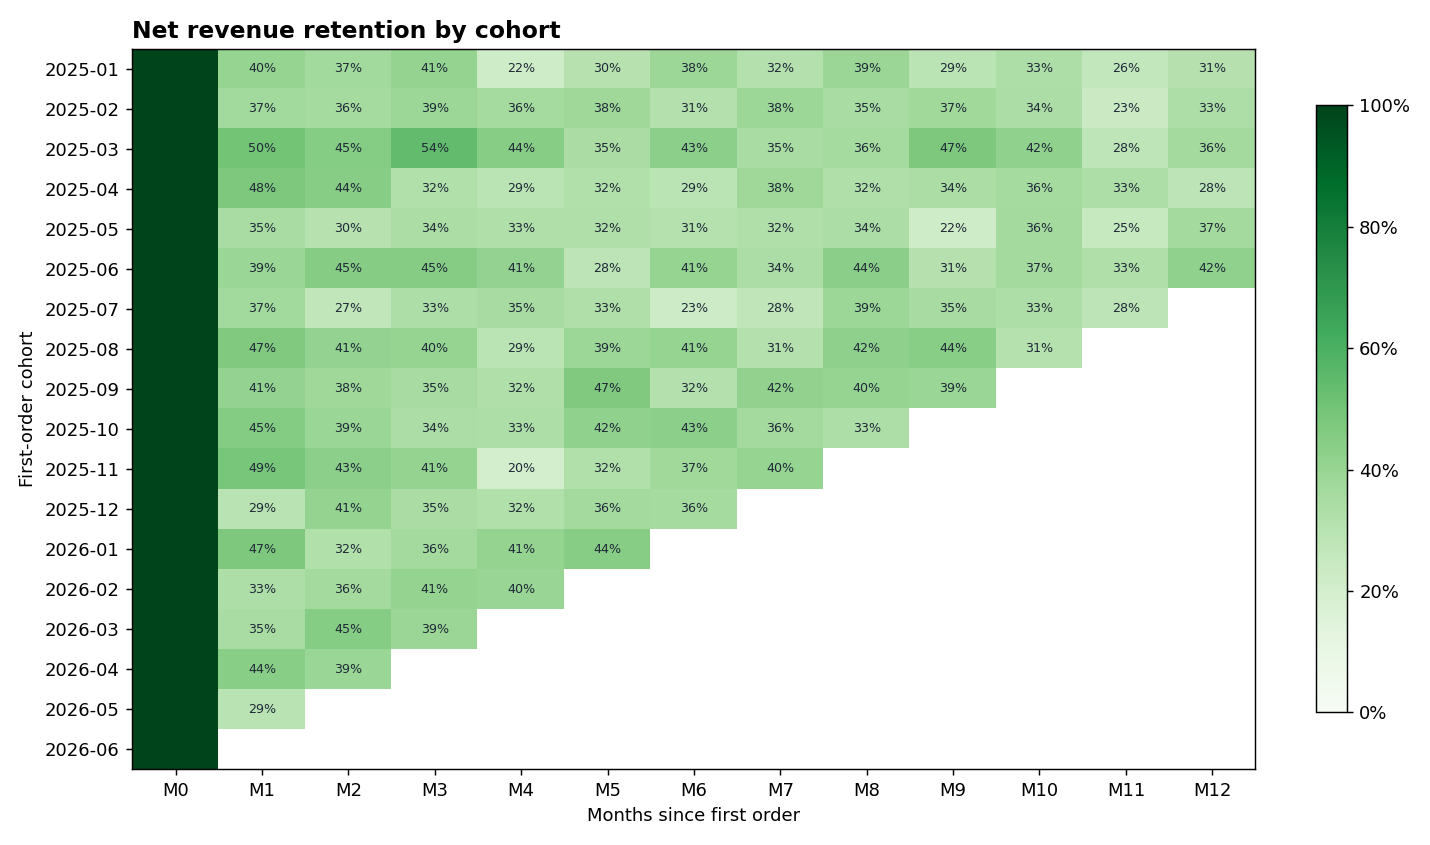 Net revenue retention by cohort
2025-01 40% 37% 41% 22% 30% 38% 32% 39% 29% 33% 26% 31%
2025-02 37% 36% 39% 36% 38% 31% 38% 35% 37% 34% 23% 33%
2025-03 50% 45% 54% 44% 35% 43% 35% 36% 47% 42% 28% 36%
2025-04 48% 44% 32% 29% 32% 29% 38% 32% 34% 36% 33% 28%
2025-05 35% 30% 34% 33% 32% 31% 32% 34% 22% 36% 25% 37%
2025-06 39% 45% 45% 41% 28% 41% 34% 44% 31% 37% 33% 42%
2025-07 37% 27% 33% 35% 33% 23% 28% 39% 35% 33% 28%
2025-08 47% 41% 40% 29% 39% 41% 31% 42% 44% 31%
2025-09 41% 38% 35% 32% 47% 32% 42% 40% 39%
2025-10 45% 39% 34% 33% 42% 43% 36% 33%
2025-11 49% 43% 41% 20% 32% 37% 40%
2025-12 29% 41% 35% 32% 36% 36%
2026-01 47% 32% 36% 41% 44%
2026-02 33% 36% 41% 40%
2026-03 35% 45% 39%
2026-04 44% 39%
2026-05 29%
2026-06
M0 M1 M2 M3 M4 M5 M6 M7 M8 M9 M10 M11 M12
Months since first order
First-order cohort
100%
80%
60%
40%
20%
0%